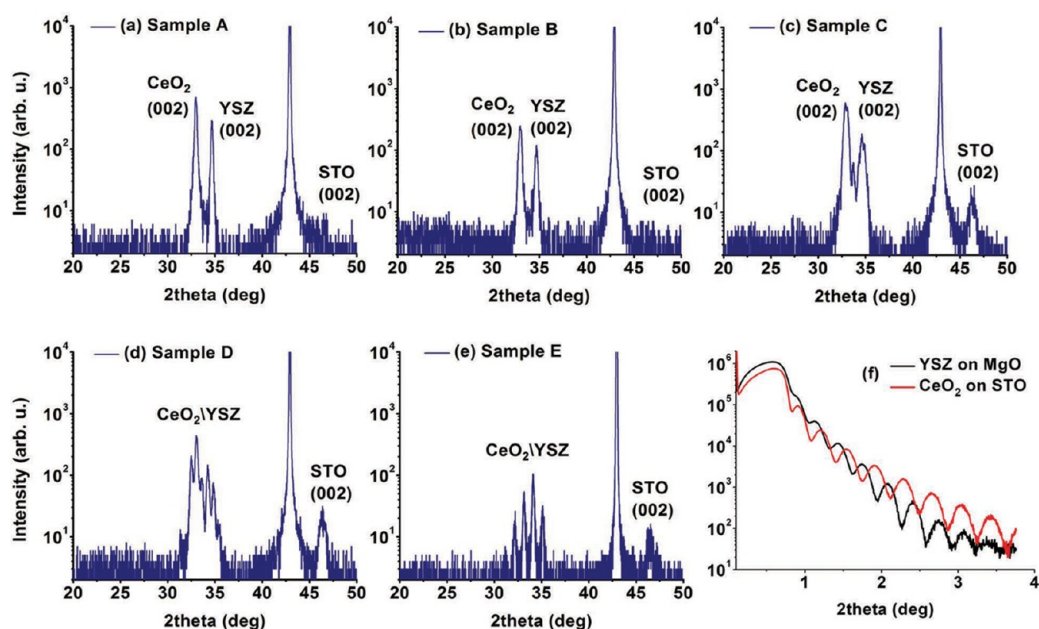 (a) Sample A
CeO₂
(002)
YSZ
(002)
STO
(002)
Intensity (arb. u.)
10⁴
10³
10²
10¹
20 25 30 35 40 45 50
2theta (deg)
(b) Sample B
CeO₂
(002)
YSZ
(002)
STO
(002)
10⁴
10³
10²
10¹
20 25 30 35 40 45 50
2theta (deg)
(c) Sample C
CeO₂
(002)
YSZ
(002)
STO
(002)
10⁴
10³
10²
10¹
20 25 30 35 40 45 50
2theta (deg)
(d) Sample D
CeO₂\YSZ
STO
(002)
Intensity (arb. u.)
10⁴
10³
10²
10¹
20 25 30 35 40 45 50
2theta (deg)
(e) Sample E
CeO₂\YSZ
STO
(002)
10⁴
10³
10²
10¹
20 25 30 35 40 45 50
2theta (deg)
(f)
YSZ on MgO
CeO₂ on STO
10⁶
10⁵
10⁴
10³
10²
10¹
1 2 3 4
2theta (deg)